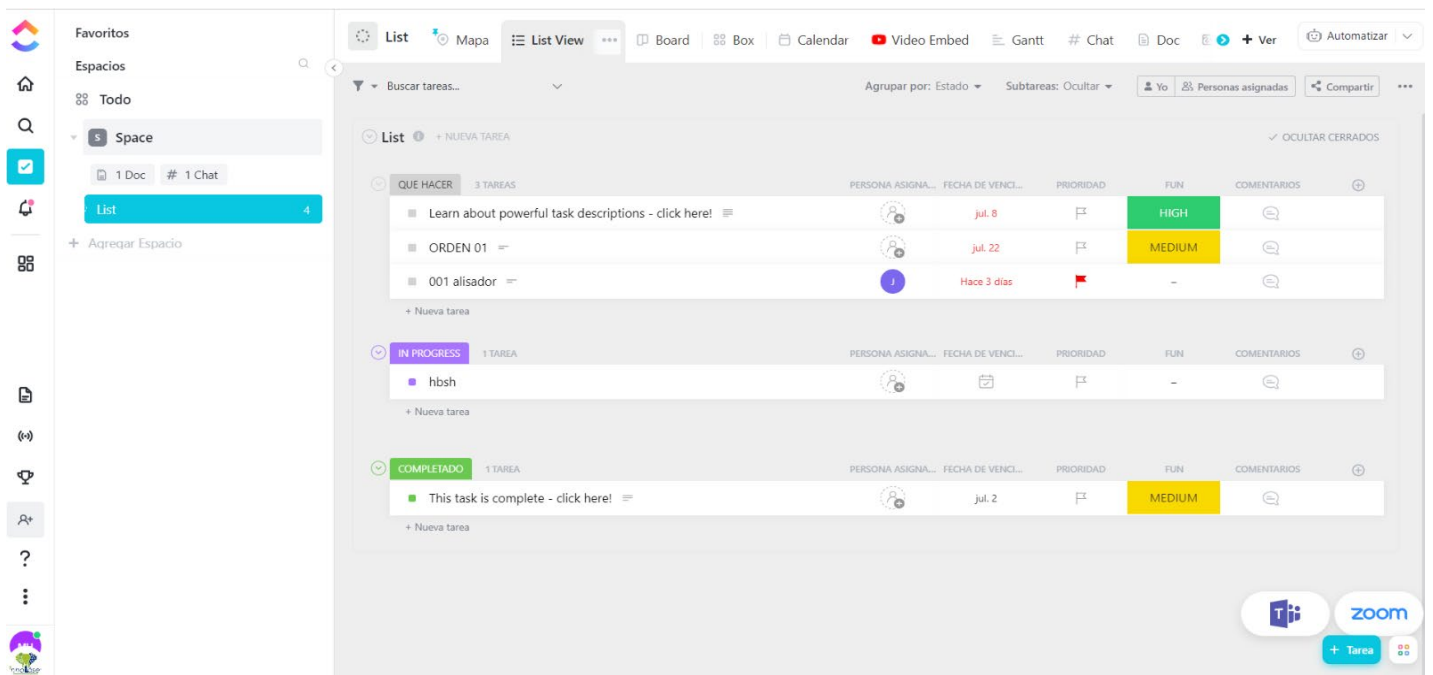 Favoritos
Espacios
Todo
S Space
1 Doc # 1 Chat
List 4
+ Agregar Espacio
List Mapa List View ••• Board Box Calendar Video Embed Gantt # Chat Doc + Ver Automatizar
Buscar tareas... Agrupar por: Estado Subtareas: Ocultar Yo Personas asignadas Compartir •••
List + NUEVA TAREA ✓ OCULTAR CERRADOS
QUE HACER 3 TAREAS PERSONA ASIGNA... FECHA DE VENCI... PRIORIDAD FUN COMENTARIOS
Learn about powerful task descriptions - click here! jul. 8 HIGH
ORDEN 01 jul. 22 MEDIUM
001 alisador J Hace 3 días –
+ Nueva tarea
IN PROGRESS 1 TAREA PERSONA ASIGNA... FECHA DE VENCI... PRIORIDAD FUN COMENTARIOS
hbsh –
+ Nueva tarea
COMPLETADO 1 TAREA PERSONA ASIGNA... FECHA DE VENCI... PRIORIDAD FUN COMENTARIOS
This task is complete - click here! jul. 2 MEDIUM
+ Nueva tarea
T zoom
+ Tarea